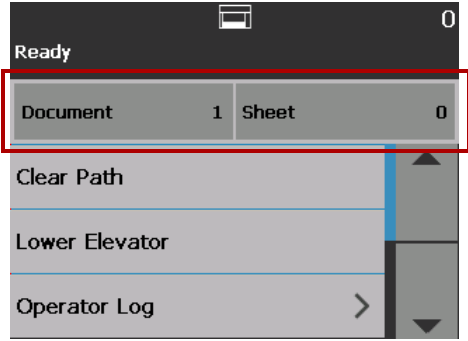 0
Ready
Document 1 Sheet 0
Clear Path
Lower Elevator
Operator Log